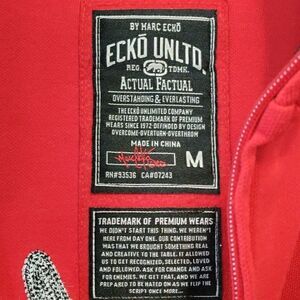 BY MARC ECKŌ
ECKŌ UNLTD.
REG. TDMK.
ACTUAL FACTUAL
OVERSTANDING & EVERLASTING
THE ECKŌ UNLIMITED COMPANY
REGISTERED TRADEMARK OF PREMIUM
WEARS SINCE 1972-DEFINDED BY DESIGN
OVERCOME-OVERTURN-OVERTHROW
MADE IN CHINA
M
RN#93536 CA#07243
TRADEMARK OF PREMIUM WEARS
WE DIDN'T START THIS THING. WE WEREN'T
HERE FROM DAY ONE. OUR CONTRIBUTION
WAS THAT WE BROUGHT SOMETHING REAL
AND CREATIVE TO THE TABLE. IT ALLOWED
US TO GET RECOGNIZED, SELECTED, LOVED
AND FOLLOWED. ASK FOR CHANGE AND ASK
FOR ENEMIES. WE GET THAT, AND WE ARE
PREPARED TO BE HATED ON AS WE FLIP THE
SCRIPT ONCE MORE...